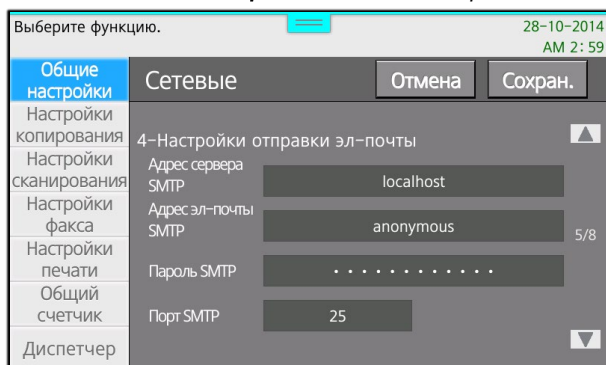 Выберите функцию.
28-10-2014
AM 2:59
Общие
настройки
Настройки
копирования
Настройки
сканирования
Настройки
факса
Настройки
печати
Общий
счетчик
Диспетчер
Сетевые
Отмена
Сохран.
4-Настройки отправки эл-почты
Адрес сервера
SMTP
localhost
Адрес эл-почты
SMTP
anonymous
5/8
Пароль SMTP
• • • • • • • • • • • •
Порт SMTP
25